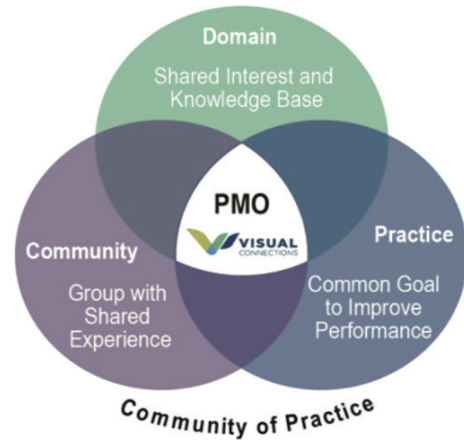 Domain
Shared Interest and
Knowledge Base
PMO
VISUAL
CONNECTIONS
Community
Group with
Shared
Experience
Practice
Common Goal
to Improve
Performance
Community of Practice